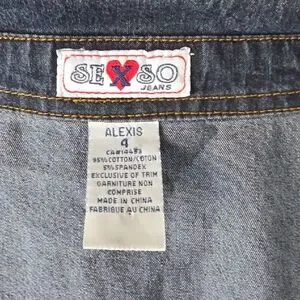 SEXSO
JEANS
ALEXIS
4
CA#14493
95%COTTON/COTON
5%SPANDEX
EXCLUSIVE OF TRIM
GARNITURE NON
COMPRISE
MADE IN CHINA
FABRIQUE AU CHINA